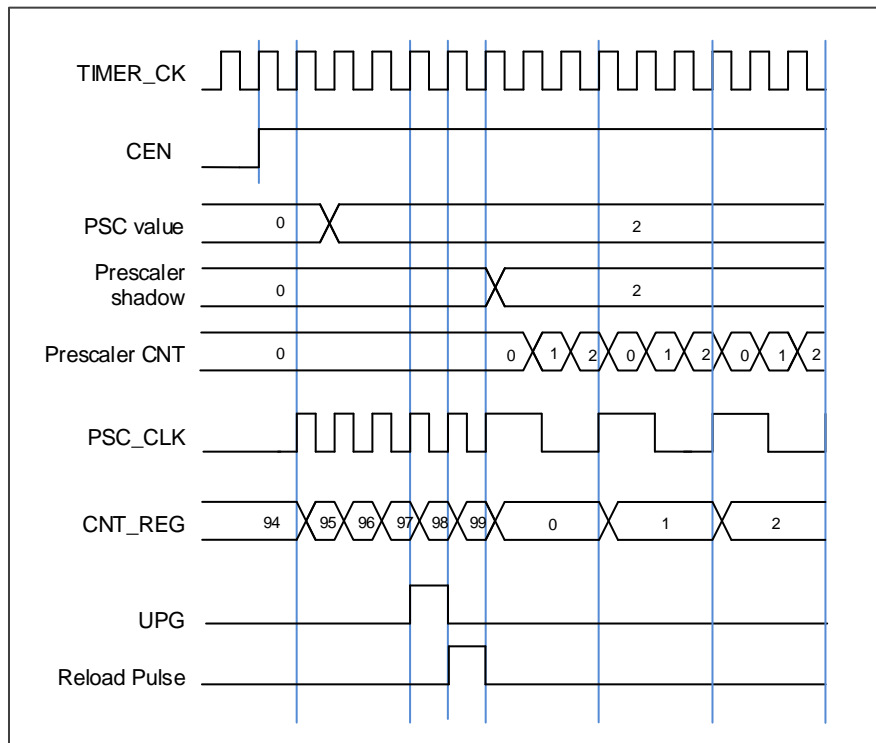 TIMER_CK
CEN
PSC value 0 2
Prescaler
shadow 0 2
Prescaler CNT 0 0 1 2 0 1 2 0 1 2
PSC_CLK
CNT_REG 94 95 96 97 98 99 0 1 2
UPG
Reload Pulse